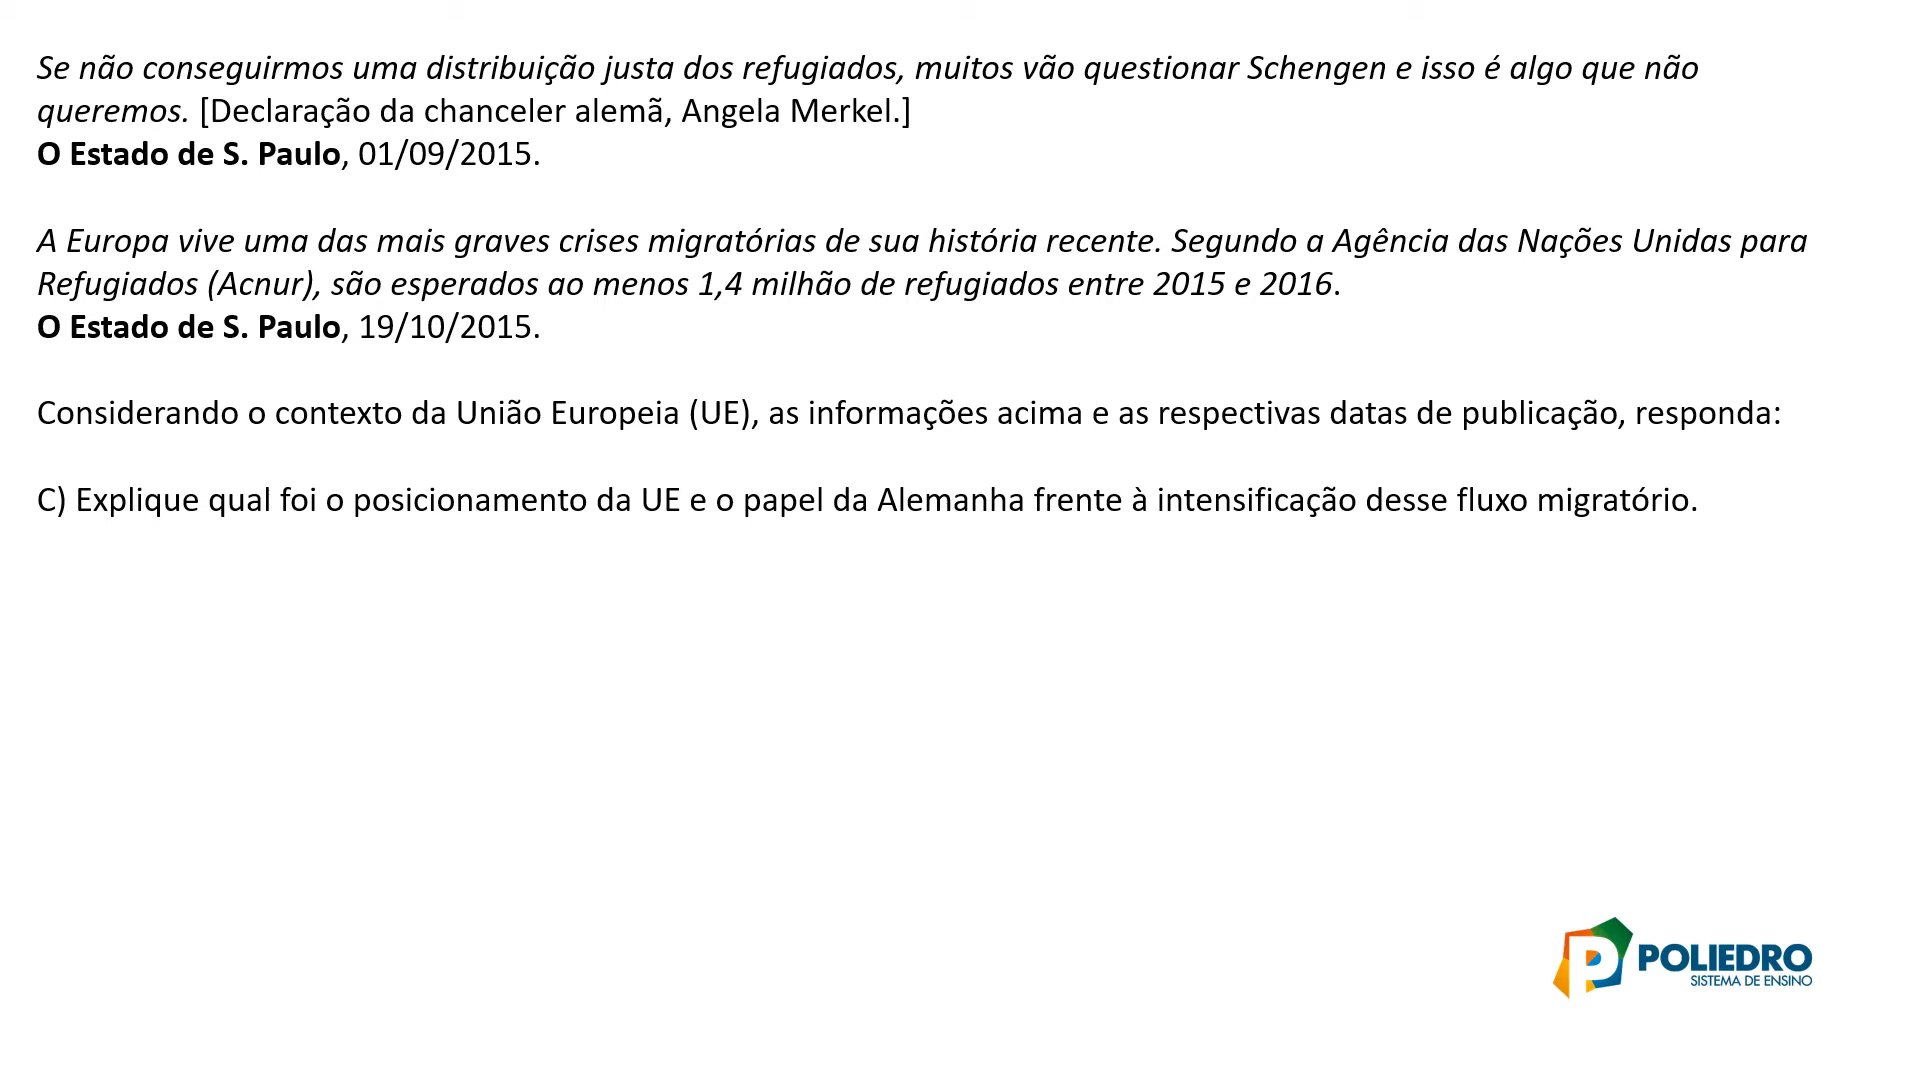 Se não conseguirmos uma distribuição justa dos refugiados, muitos vão questionar Schengen e isso é algo que não
queremos. [Declaração da chanceler alemã, Angela Merkel.]
O Estado de S. Paulo, 01/09/2015.
A Europa vive uma das mais graves crises migratórias de sua história recente. Segundo a Agência das Nações Unidas para
Refugiados (Acnur), são esperados ao menos 1,4 milhão de refugiados entre 2015 e 2016.
O Estado de S. Paulo, 19/10/2015.
Considerando o contexto da União Europeia (UE), as informações acima e as respectivas datas de publicação, responda:
C) Explique qual foi o posicionamento da UE e o papel da Alemanha frente à intensificação desse fluxo migratório.
POLIEDRO
SISTEMA DE ENSINO